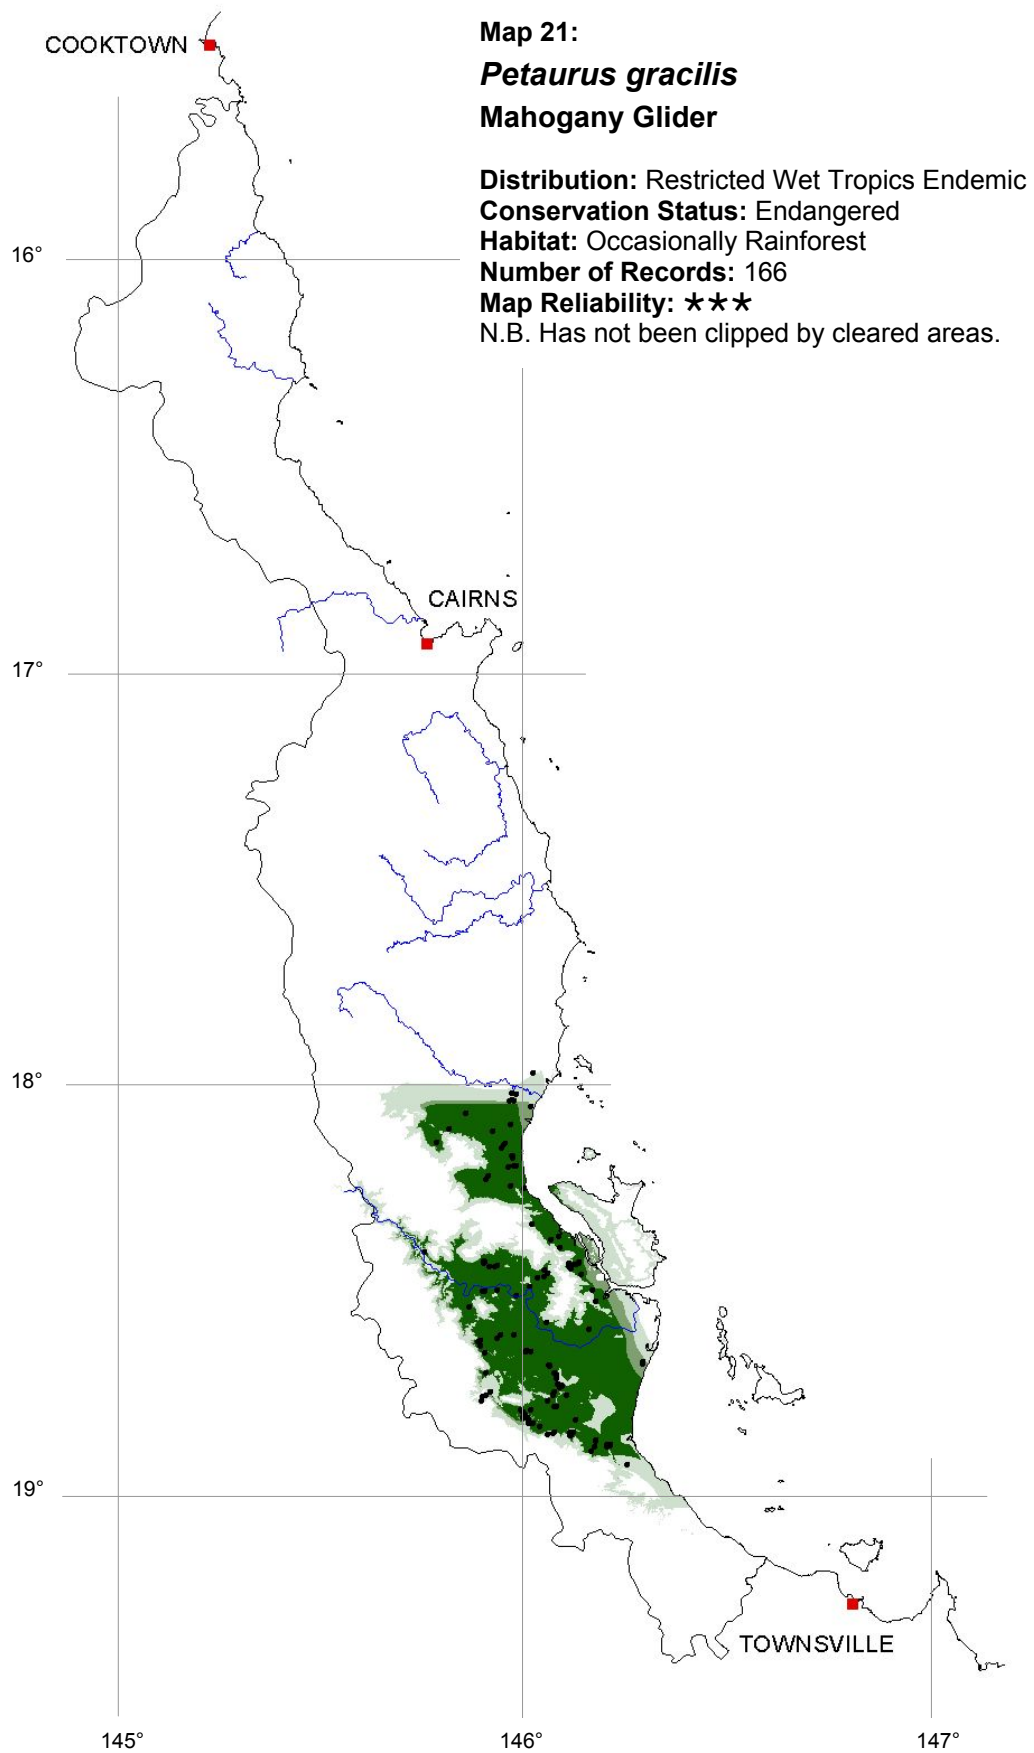 Map 21:
COOKTOWN
Petaurus gracilis
Mahogany Glider
Distribution: Restricted Wet Tropics Endemic
Conservation Status: Endangered
Habitat: Occasionally Rainforest
Number of Records: 166
Map Reliability: ***
N.B. Has not been clipped by cleared areas.
16°
CAIRNS
17°
18°
19°
TOWNSVILLE
145°
146°
147°